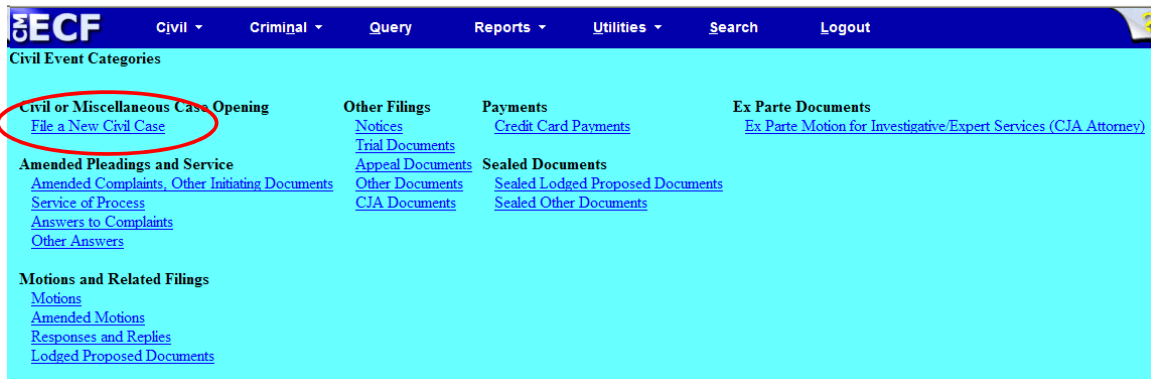 CM ECF Civil Criminal Query Reports Utilities Search Logout ?
Civil Event Categories
Civil or Miscellaneous Case Opening
File a New Civil Case
Amended Pleadings and Service
Amended Complaints, Other Initiating Documents
Service of Process
Answers to Complaints
Other Answers
Motions and Related Filings
Motions
Amended Motions
Responses and Replies
Lodged Proposed Documents
Other Filings
Notices
Trial Documents
Appeal Documents
Other Documents
CJA Documents
Payments
Credit Card Payments
Sealed Documents
Sealed Lodged Proposed Documents
Sealed Other Documents
Ex Parte Documents
Ex Parte Motion for Investigative/Expert Services (CJA Attorney)